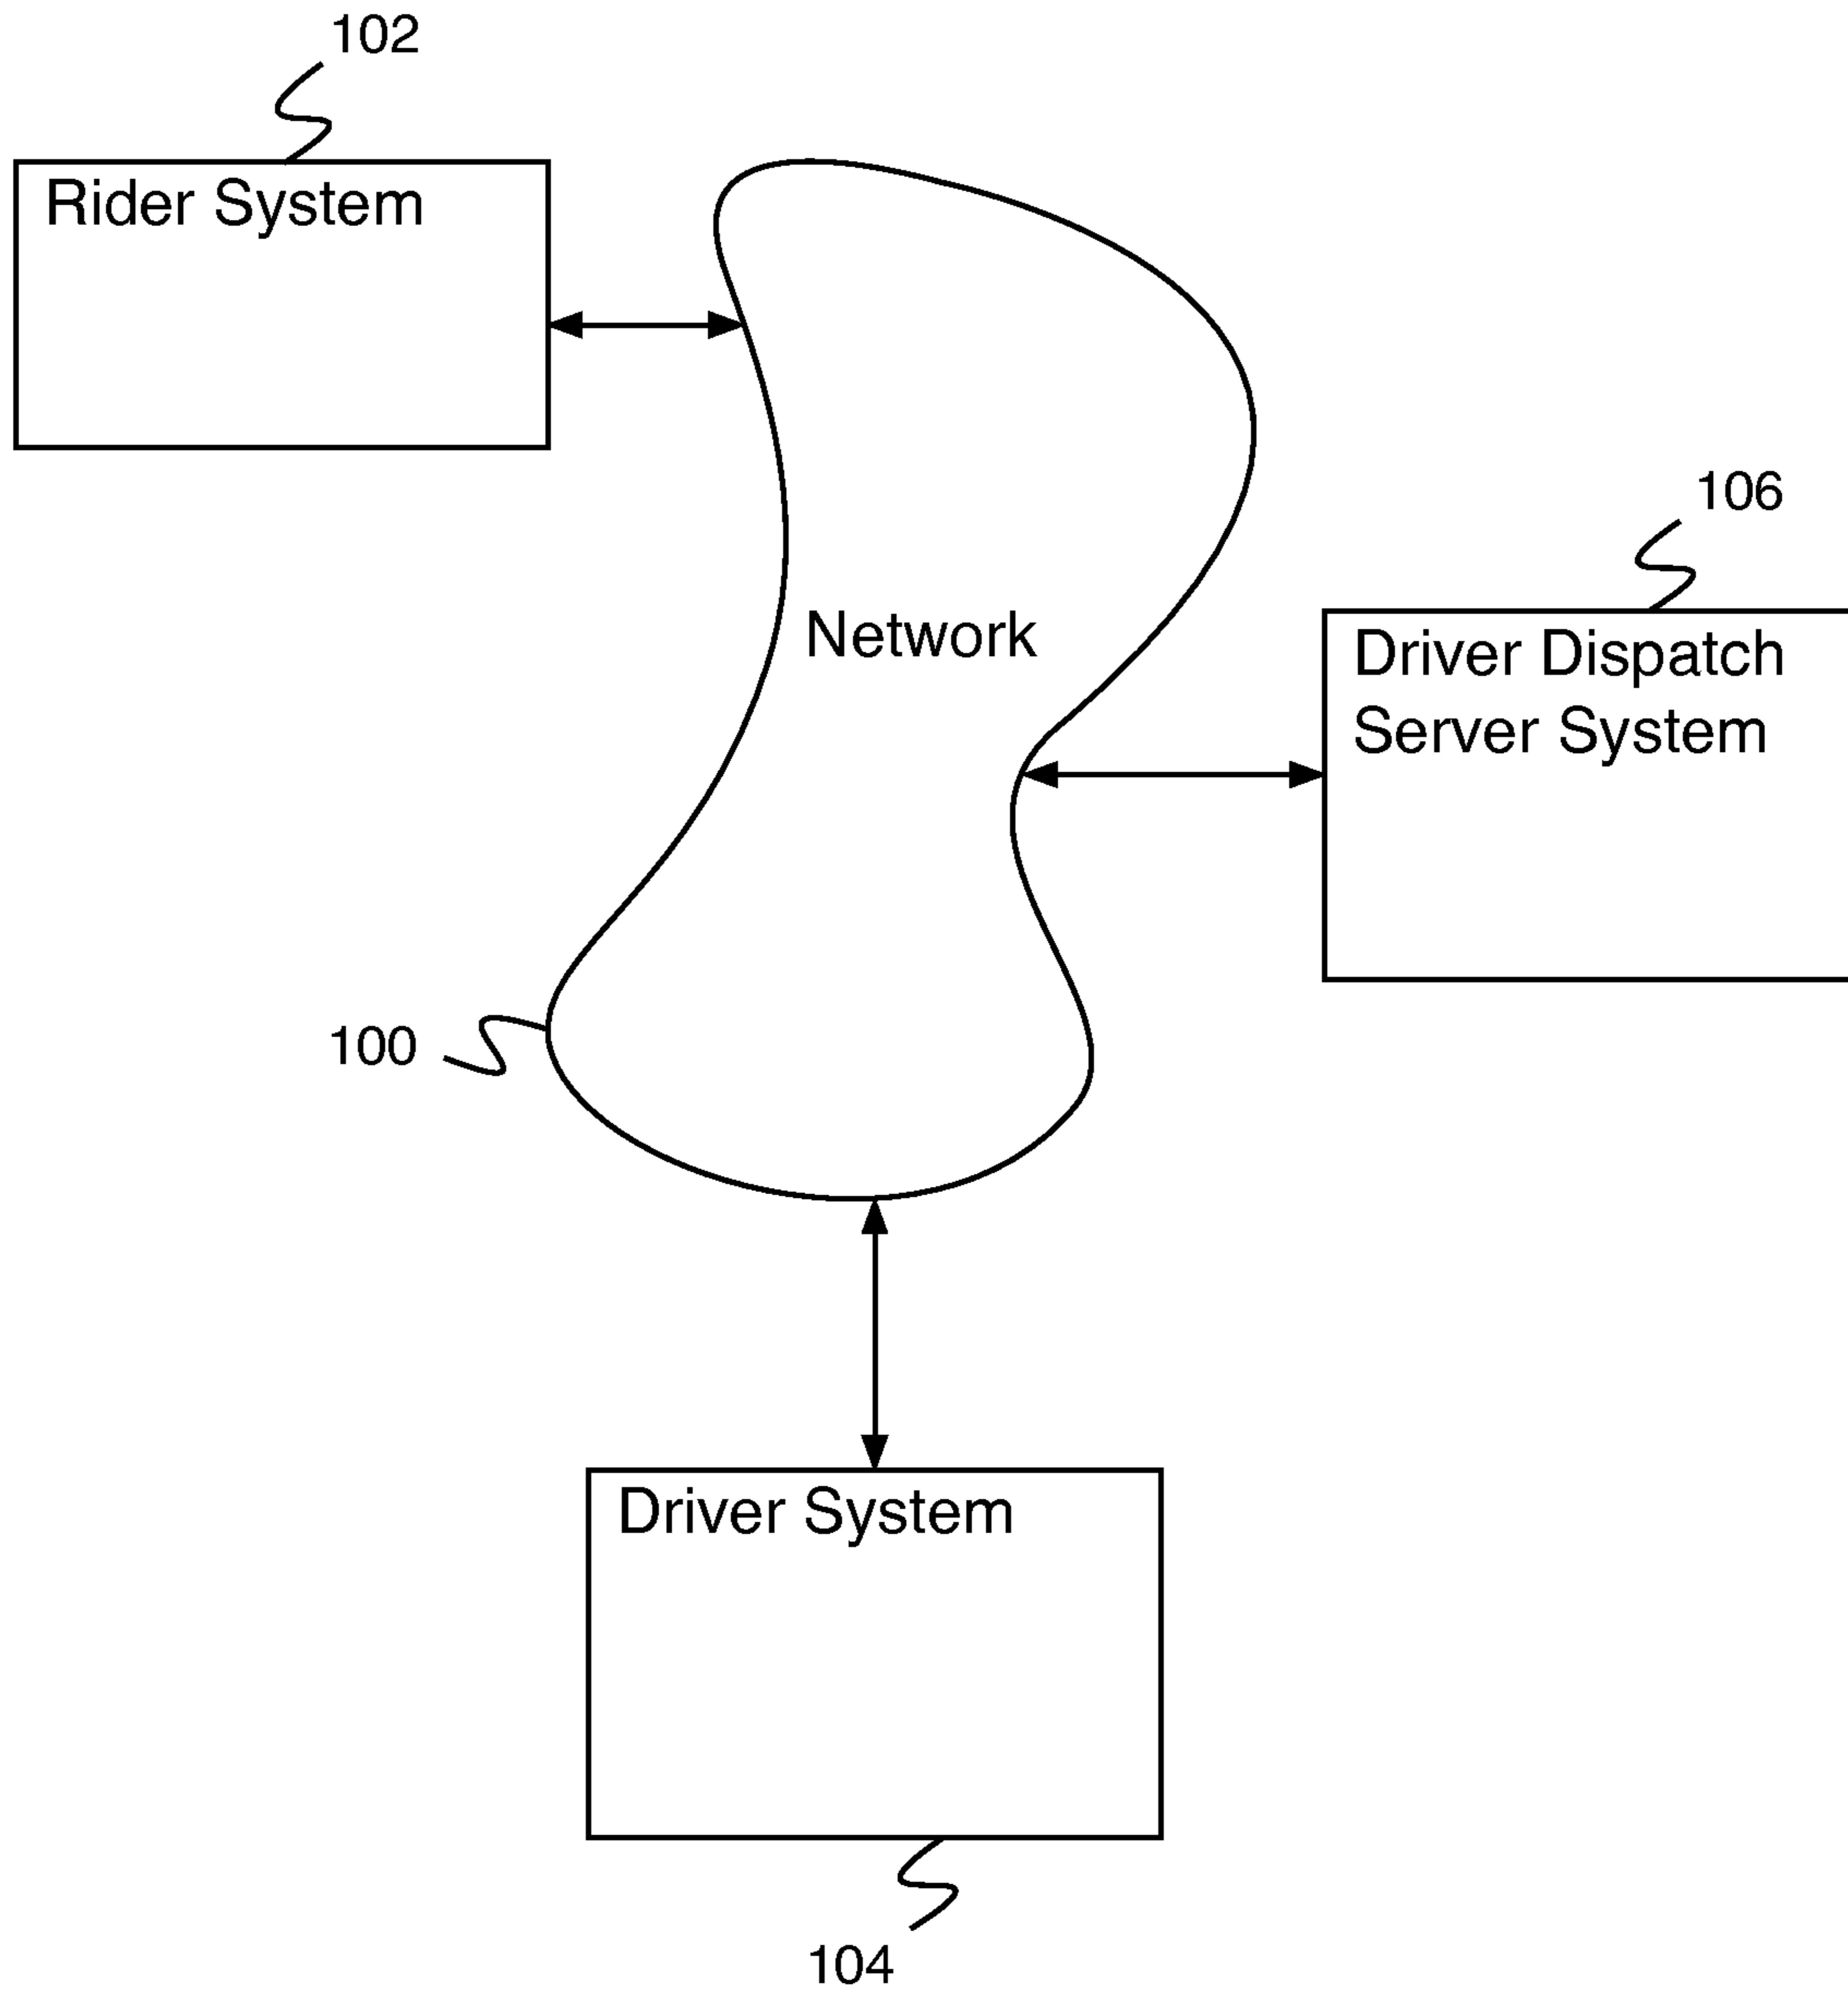 102
Rider System
106
Network
Driver Dispatch
Server System
100
Driver System
104